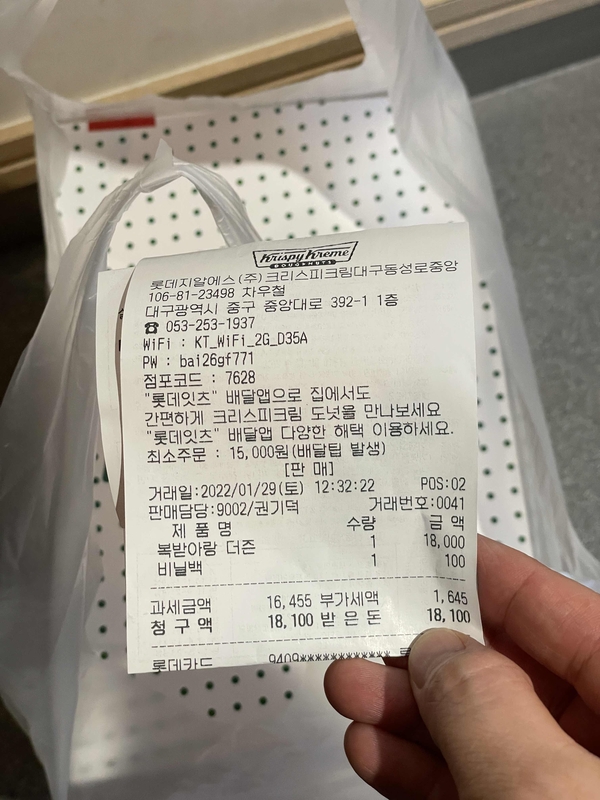 Krispy Kreme
DOUGHNUTS
롯데지알에스(주)크리스피크림대구동성로중앙
106-81-23498 차우철
대구광역시 중구 중앙대로 392-1 1층
☎ 053-253-1937
WiFi : KT_WiFi_2G_D35A
PW : bai26gf771
점포코드 : 7628
"롯데잇츠" 배달앱으로 집에서도
간편하게 크리스피크림 도넛을 만나보세요
"롯데잇츠" 배달앱 다양한 해택 이용하세요.
최소주문 : 15,000원(배달팁 발생)
[판 매]
거래일:2022/01/29(토) 12:32:22 POS:02
판매담당:9002/권기덕 거래번호:0041
제 품 명 수량 금 액
복받아랑 더즌 1 18,000
비닐백 1 100
과세금액 16,455 부가세액 1,645
청 구 액 18,100 받 은 돈 18,100
롯데카드 9409************